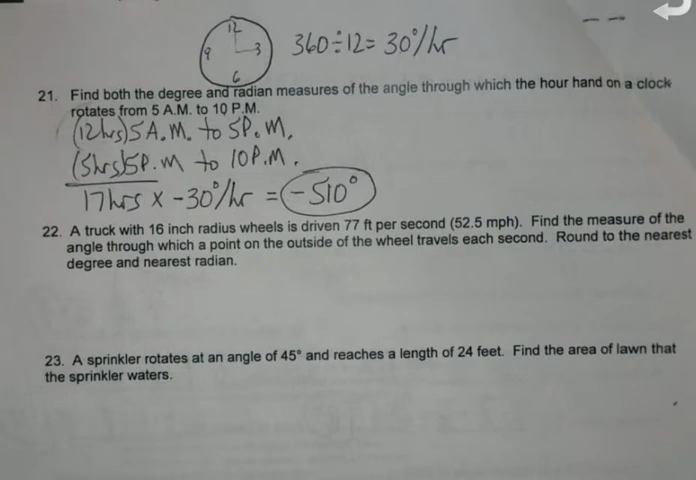 12
9 3
6
360÷12= 30°/hr
21. Find both the degree and radian measures of the angle through which the hour hand on a clock
rotates from 5 A.M. to 10 P.M.
(12hrs) 5A.M. to 5P.M.
(5hrs) 5P.M to 10P.M.
17hrs x -30°/hr = -510°
22. A truck with 16 inch radius wheels is driven 77 ft per second (52.5 mph). Find the measure of the
angle through which a point on the outside of the wheel travels each second. Round to the nearest
degree and nearest radian.
23. A sprinkler rotates at an angle of 45° and reaches a length of 24 feet. Find the area of lawn that
the sprinkler waters.